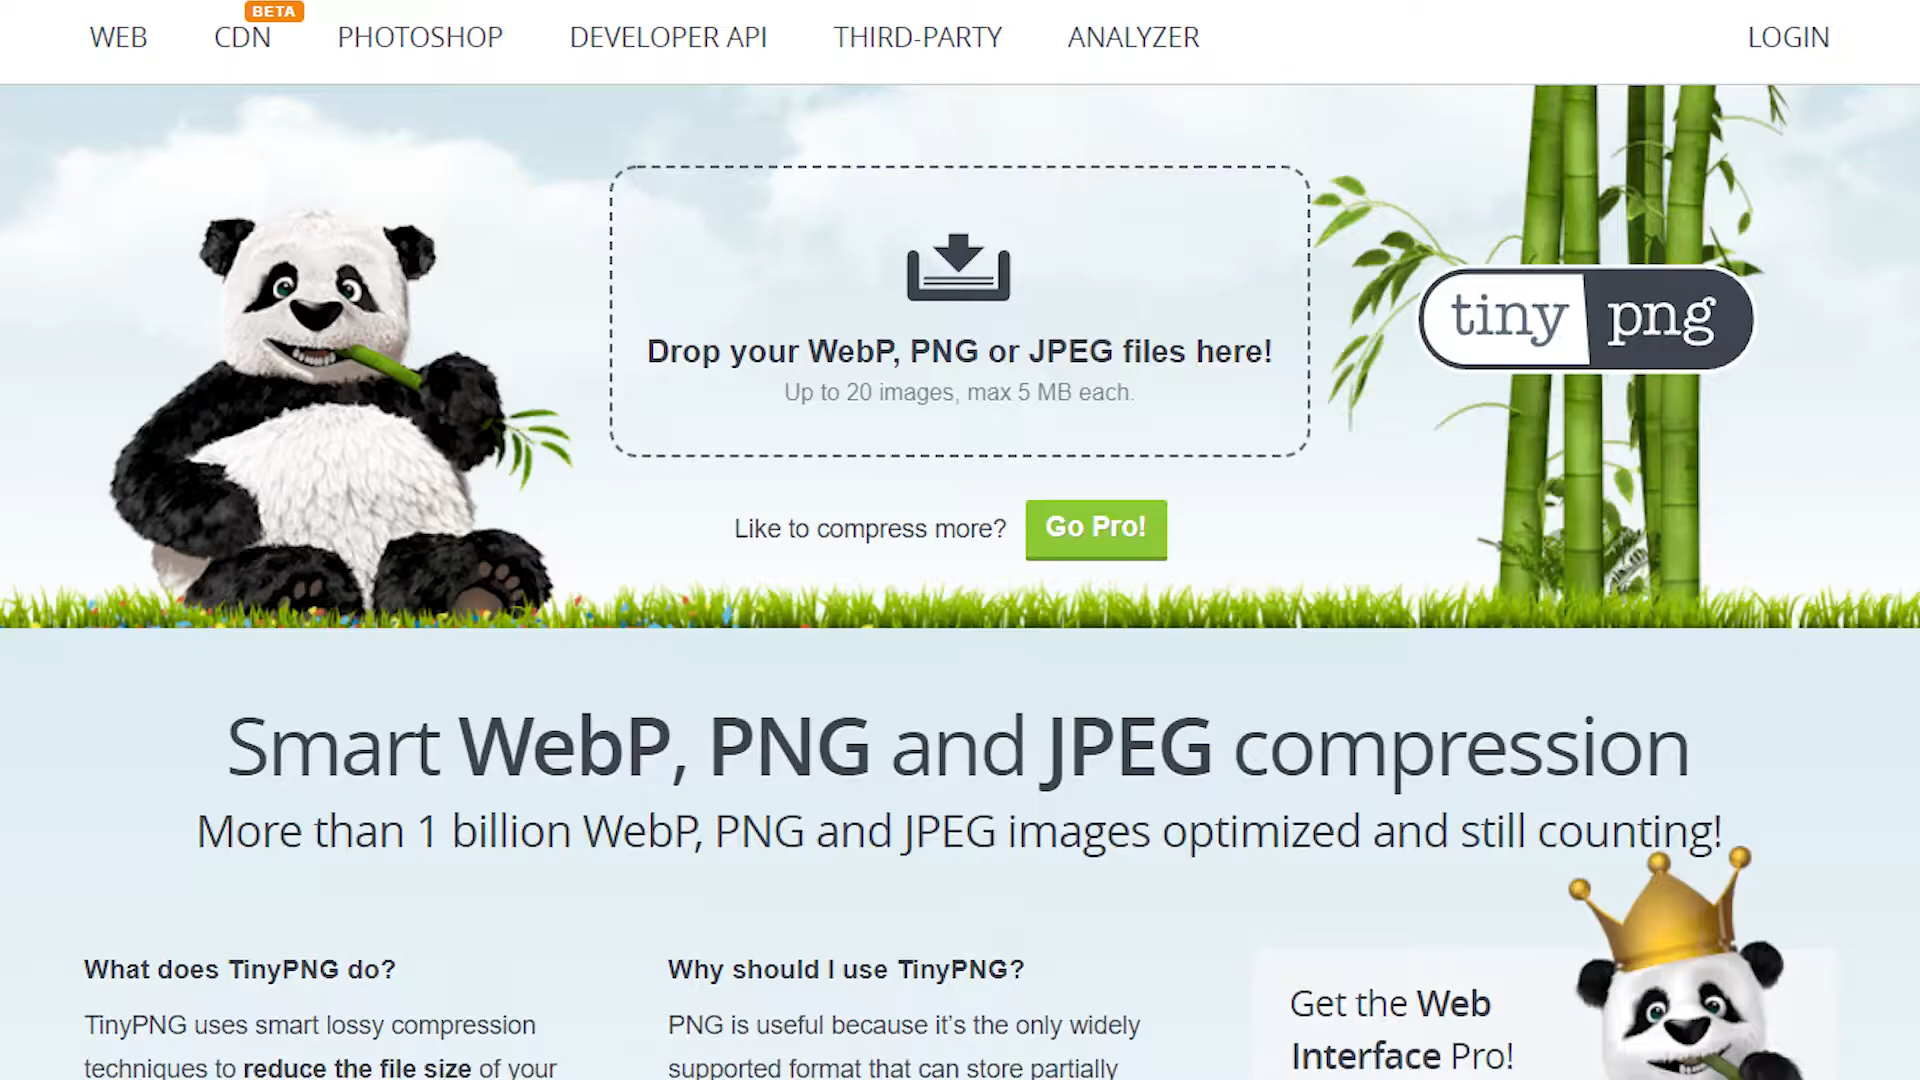 BETA
WEB CDN PHOTOSHOP DEVELOPER API THIRD-PARTY ANALYZER LOGIN
Drop your WebP, PNG or JPEG files here!
Up to 20 images, max 5 MB each.
tiny png
Like to compress more? Go Pro!
Smart WebP, PNG and JPEG compression
More than 1 billion WebP, PNG and JPEG images optimized and still counting!
What does TinyPNG do?
TinyPNG uses smart lossy compression
techniques to reduce the file size of your
Why should I use TinyPNG?
PNG is useful because it’s the only widely
supported format that can store partially
Get the Web
Interface Pro!